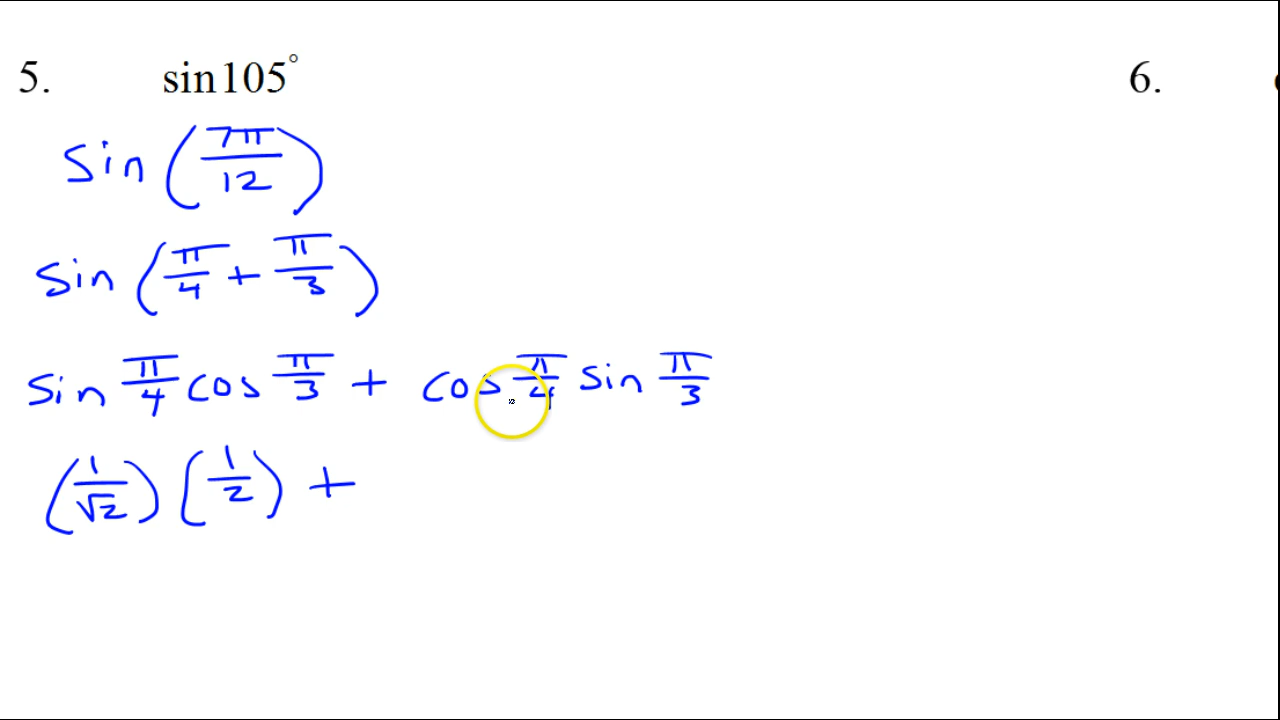 5. sin105° 6.
sin (7π/12)
sin (π/4 + π/3)
sin π/4 cos π/3 + cos π/4 sin π/3
(1/√2) (1/2) +